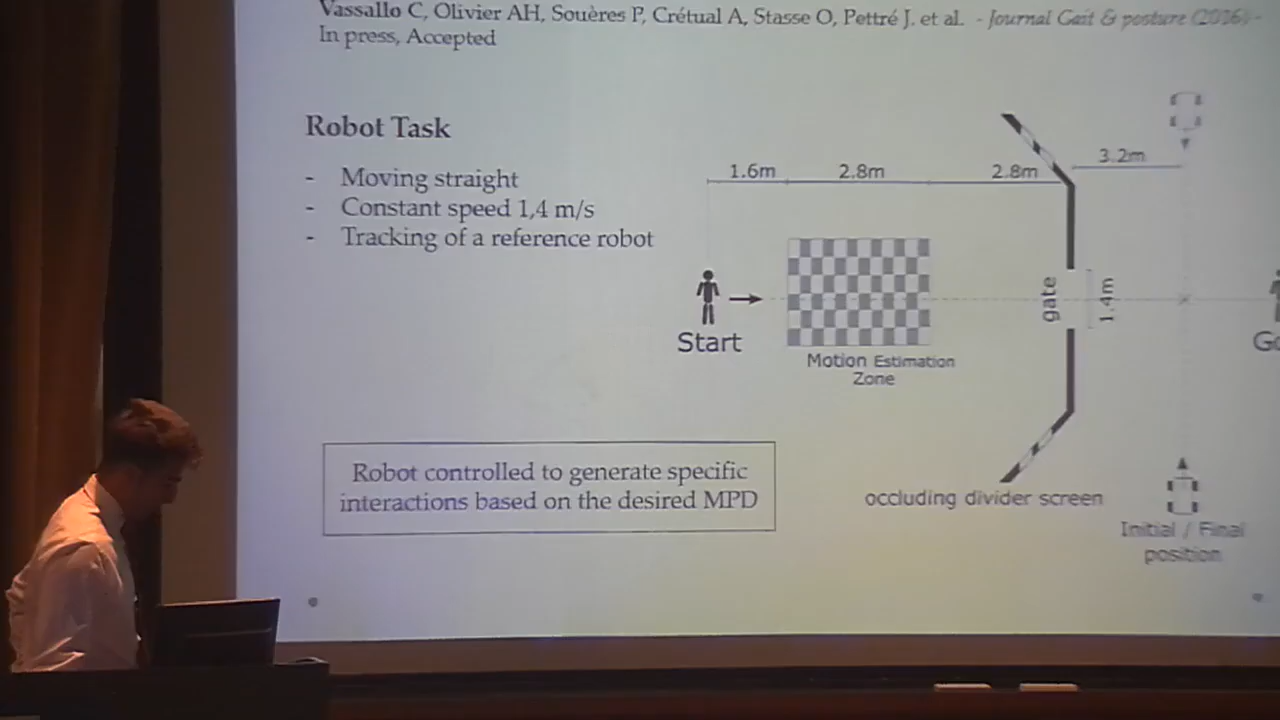 Vassallo C, Olivier AH, Souères P, Crétual A, Stasse O, Pettré J. et al. - Journal Gait & posture (2016) -
In press, Accepted
Robot Task
- Moving straight
- Constant speed 1,4 m/s
- Tracking of a reference robot
1.6m
2.8m
2.8m
3.2m
Start
Motion Estimation
Zone
gate
1.4m
Robot controlled to generate specific
interactions based on the desired MPD
occluding divider screen
Initial / Final
position